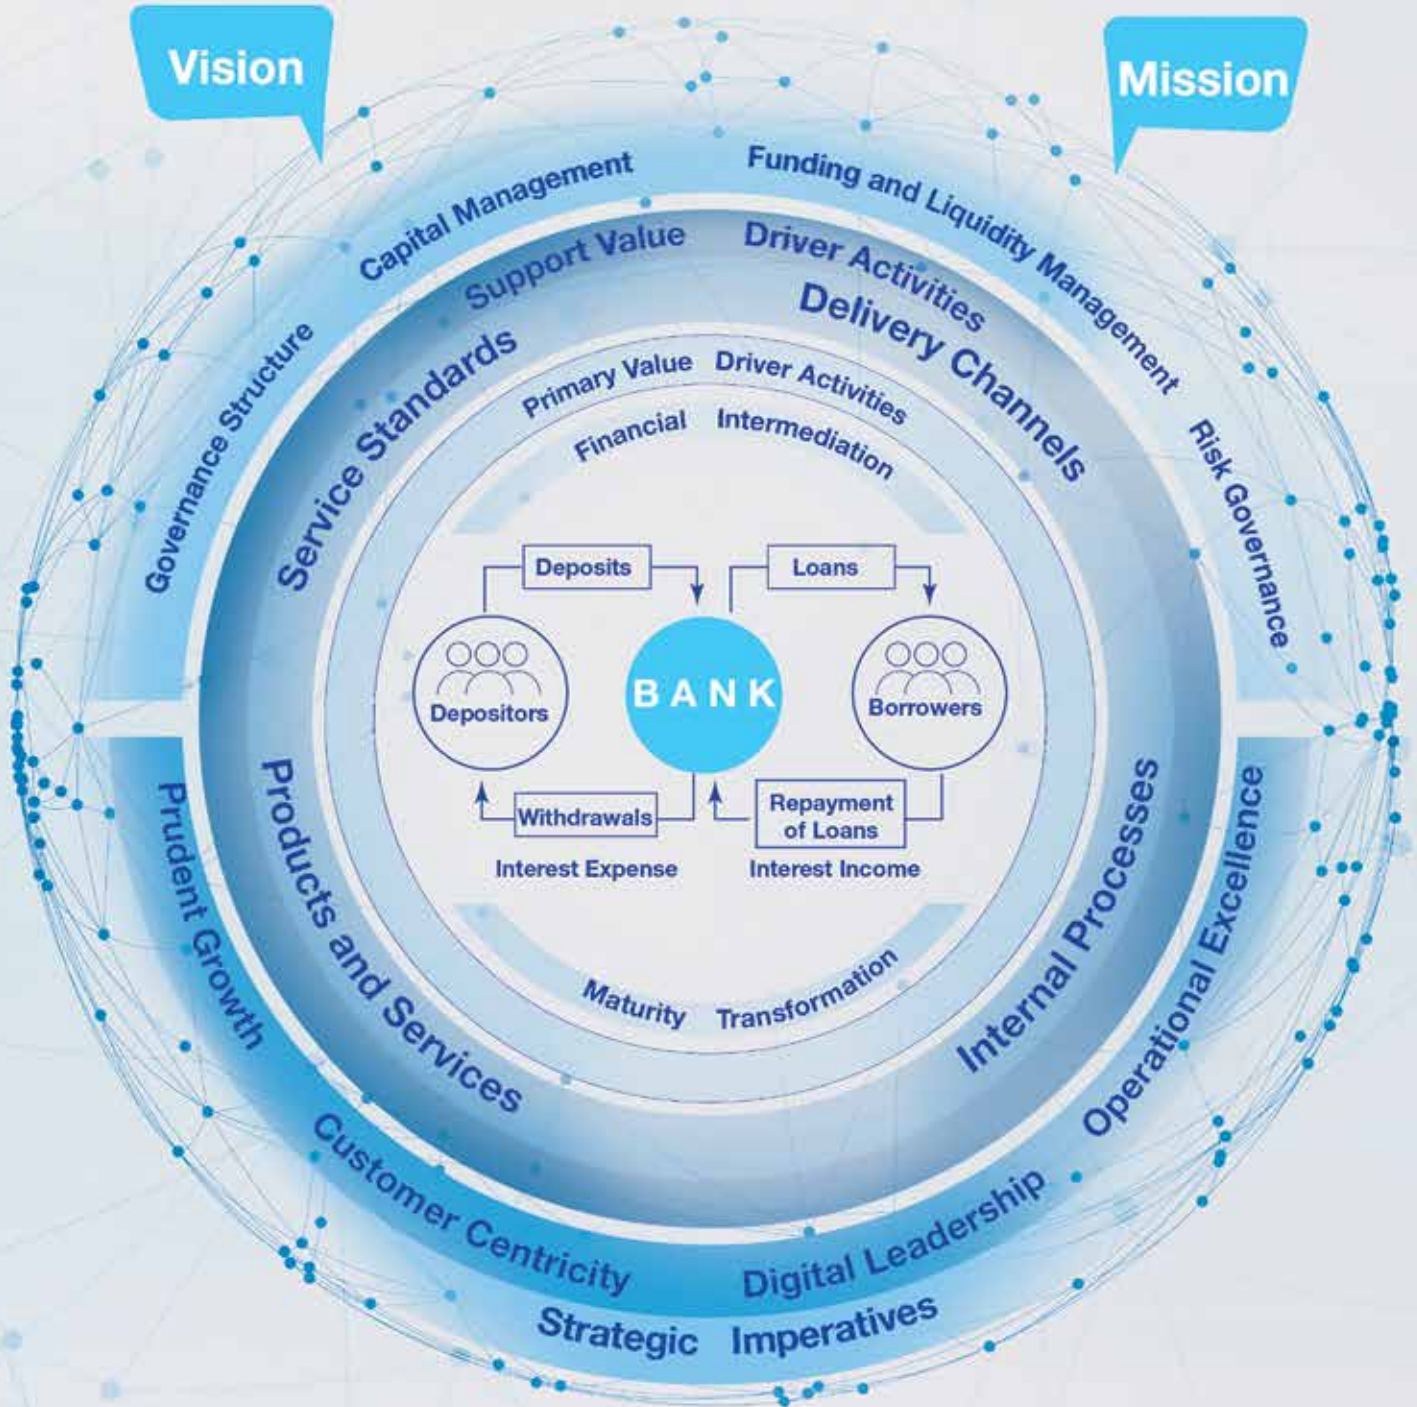 Vision
Mission
Governance Structure
Capital Management
Funding and Liquidity Management
Risk Governance
Support Value Driver Activities
Service Standards
Delivery Channels
Primary Value Driver Activities
Financial Intermediation
Deposits
Loans
Depositors
BANK
Borrowers
Withdrawals
Repayment
of Loans
Interest Expense
Interest Income
Maturity Transformation
Products and Services
Internal Processes
Prudent Growth
Customer Centricity
Digital Leadership
Operational Excellence
Strategic Imperatives